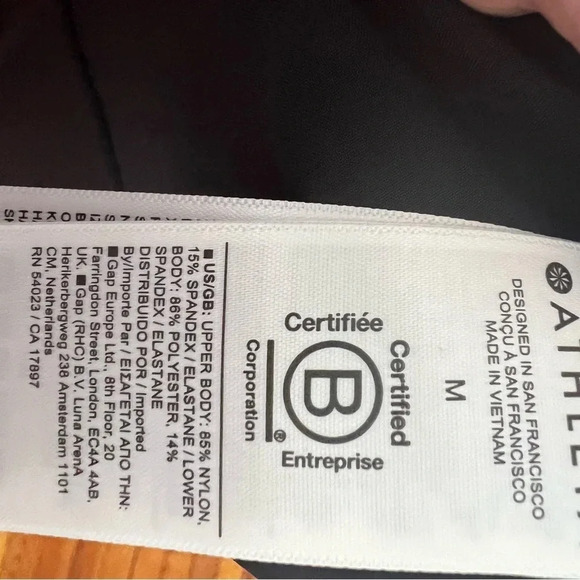 ATHLETA
DESIGNED IN SAN FRANCISCO
CONÇU À SAN FRANCISCO
MADE IN VIETNAM
M
Certified
Certifiée
B
®
Entreprise
Corporation
■US/GB: UPPER BODY: 85% NYLON,
15% SPANDEX / ELASTANE / LOWER
BODY: 86% POLYESTER, 14%
SPANDEX / ELASTANE
DISTRIBUIDO POR / Imported
By/Importe Par / ΕΙΣΑΓΕΤΑΙ ΑΠΟ ΤΗΝ:
■Gap Europe Ltd., 8th Floor, 20
Farringdon Street, London, EC4A 4AB,
UK. ■Gap (RHC) B.V. Luna ArenA
Herikerbergweg 238 Amsterdam 1101
CM, Netherlands
RN 54023 / CA 17897